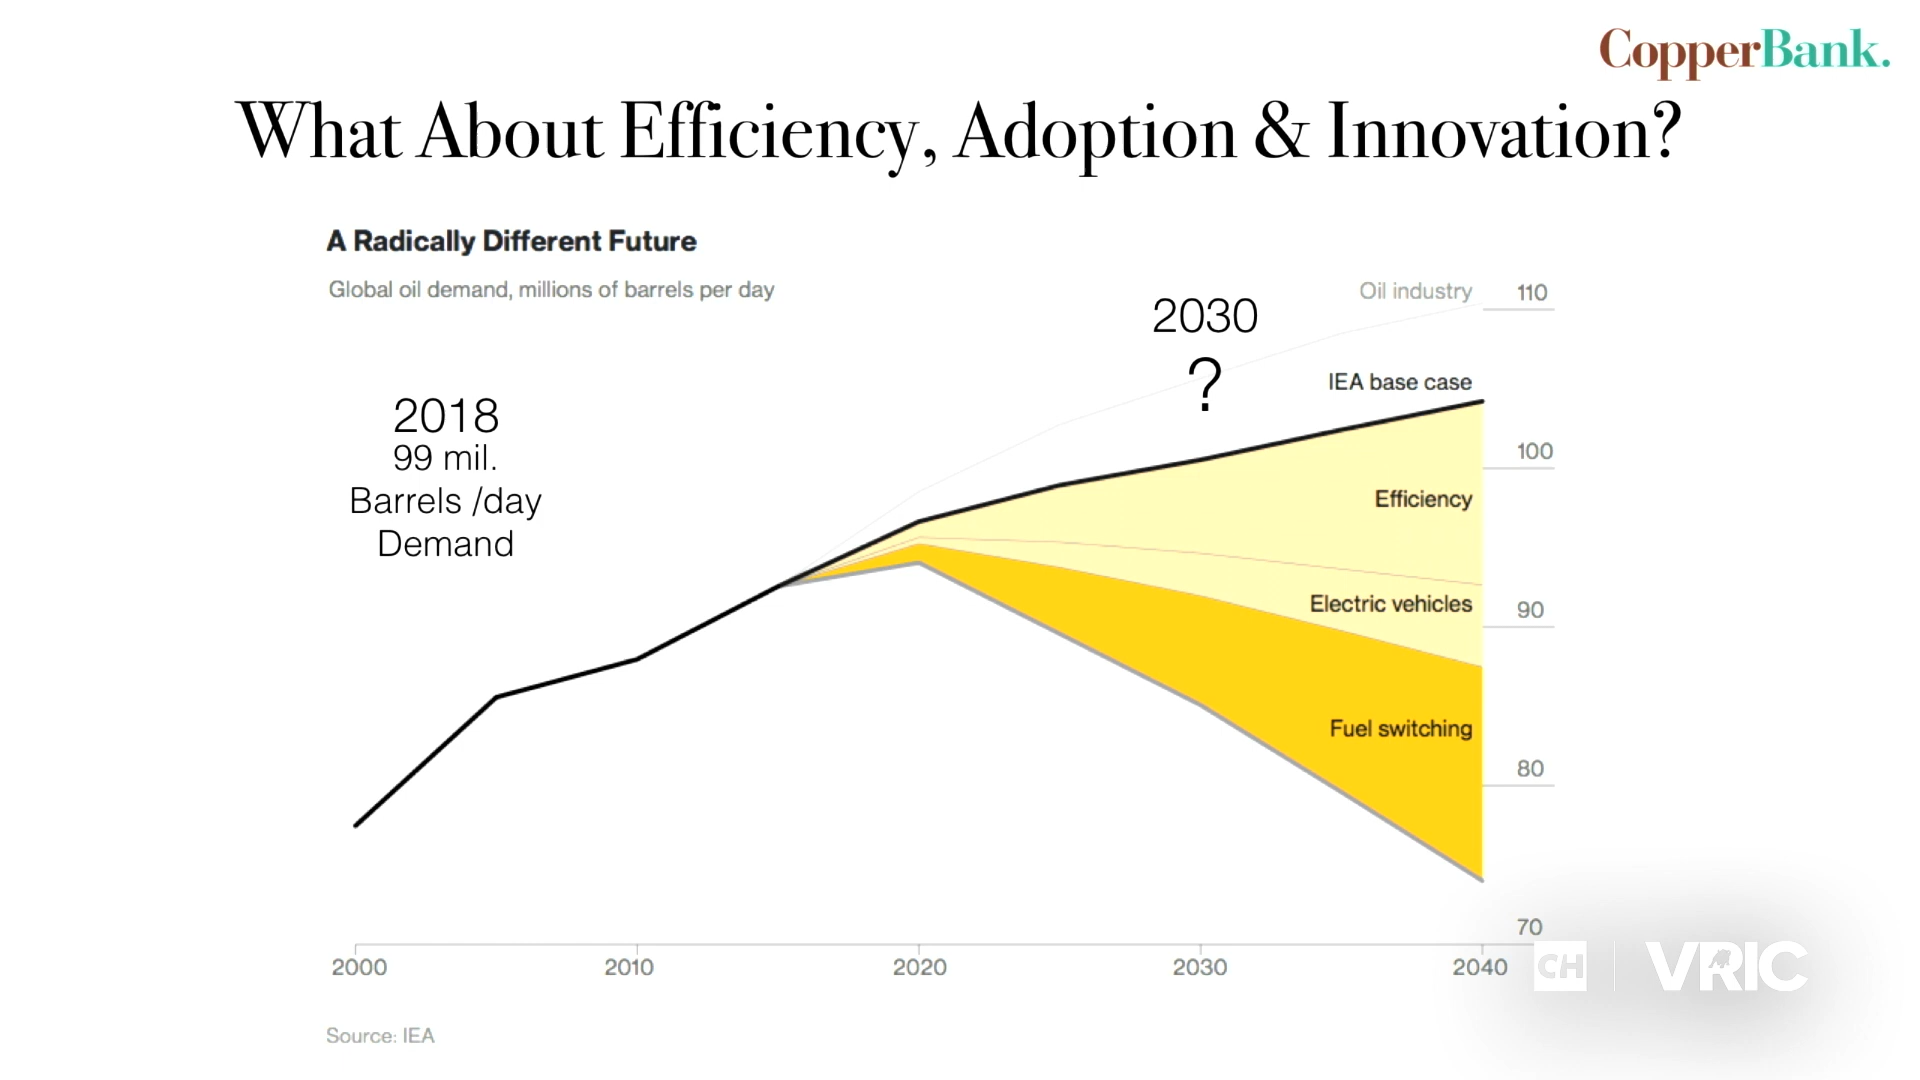 CopperBank.
What About Efficiency, Adoption & Innovation?
A Radically Different Future
Global oil demand, millions of barrels per day
Oil industry
110
2030
?
IEA base case
2018
99 mil.
Barrels /day
Demand
100
Efficiency
Electric vehicles
90
Fuel switching
80
70
2000
2010
2020
2030
2040
CH
VRIC
Source: IEA